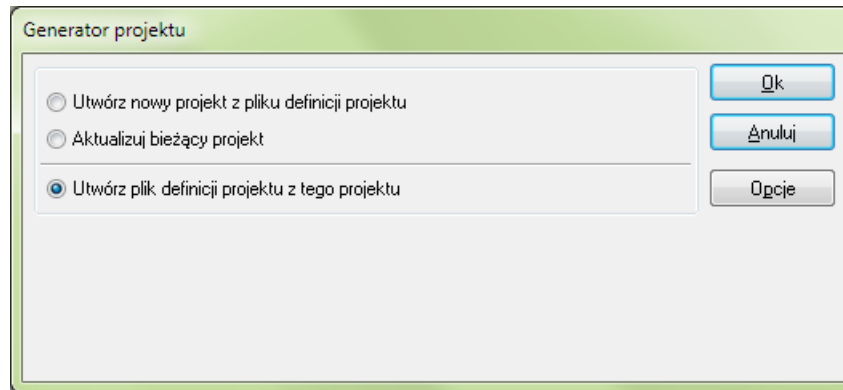 Generator projektu
Utwórz nowy projekt z pliku definicji projektu
Aktualizuj bieżący projekt
Utwórz plik definicji projektu z tego projektu
Ok
Anuluj
Opcje